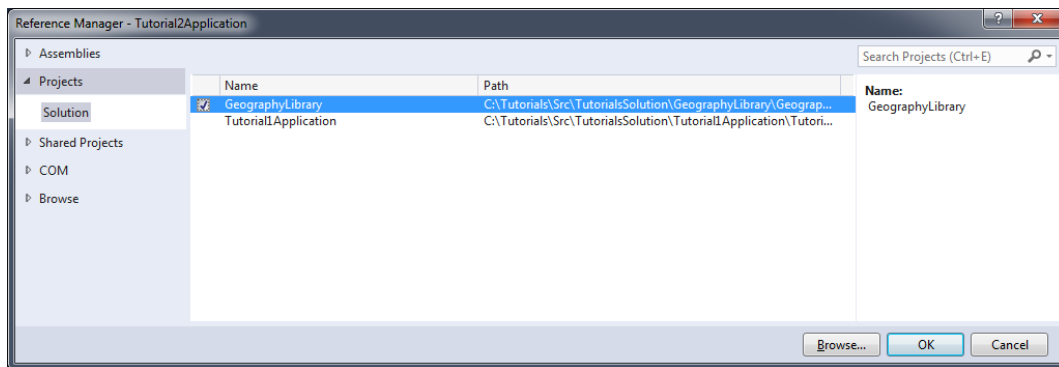 Reference Manager - Tutorial2Application
Assemblies
Projects
Solution
Shared Projects
COM
Browse
Name Path
GeographyLibrary C:\Tutorials\Src\TutorialsSolution\GeographyLibrary\Geograp...
Tutorial1Application C:\Tutorials\Src\TutorialsSolution\Tutorial1Application\Tutori...
Search Projects (Ctrl+E)
Name:
GeographyLibrary
Browse... OK Cancel